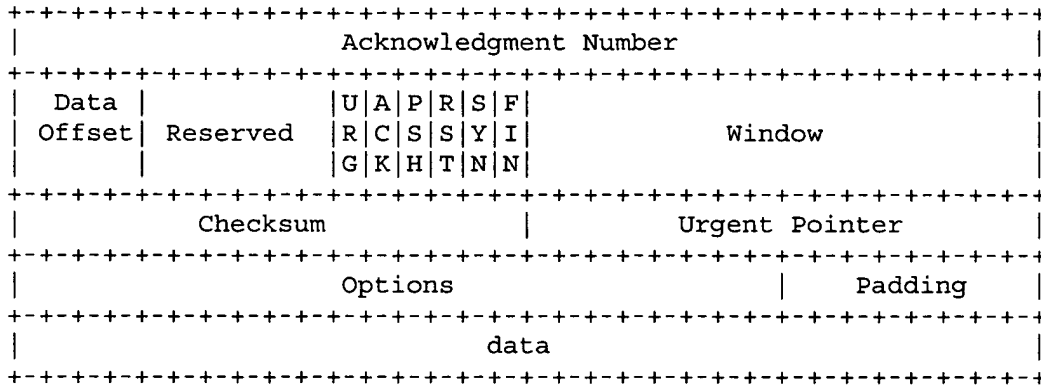 +-+-+-+-+-+-+-+-+-+-+-+-+-+-+-+-+-+-+-+-+-+-+-+-+-+-+-+-+-+-+-+-+
|                    Acknowledgment Number                      |
+-+-+-+-+-+-+-+-+-+-+-+-+-+-+-+-+-+-+-+-+-+-+-+-+-+-+-+-+-+-+-+-+
|  Data |           |U|A|P|R|S|F|                               |
| Offset| Reserved  |R|C|S|S|Y|I|            Window             |
|       |           |G|K|H|T|N|N|                               |
+-+-+-+-+-+-+-+-+-+-+-+-+-+-+-+-+-+-+-+-+-+-+-+-+-+-+-+-+-+-+-+-+
|           Checksum            |         Urgent Pointer        |
+-+-+-+-+-+-+-+-+-+-+-+-+-+-+-+-+-+-+-+-+-+-+-+-+-+-+-+-+-+-+-+-+
|                    Options                    |    Padding    |
+-+-+-+-+-+-+-+-+-+-+-+-+-+-+-+-+-+-+-+-+-+-+-+-+-+-+-+-+-+-+-+-+
|                             data                              |
+-+-+-+-+-+-+-+-+-+-+-+-+-+-+-+-+-+-+-+-+-+-+-+-+-+-+-+-+-+-+-+-+